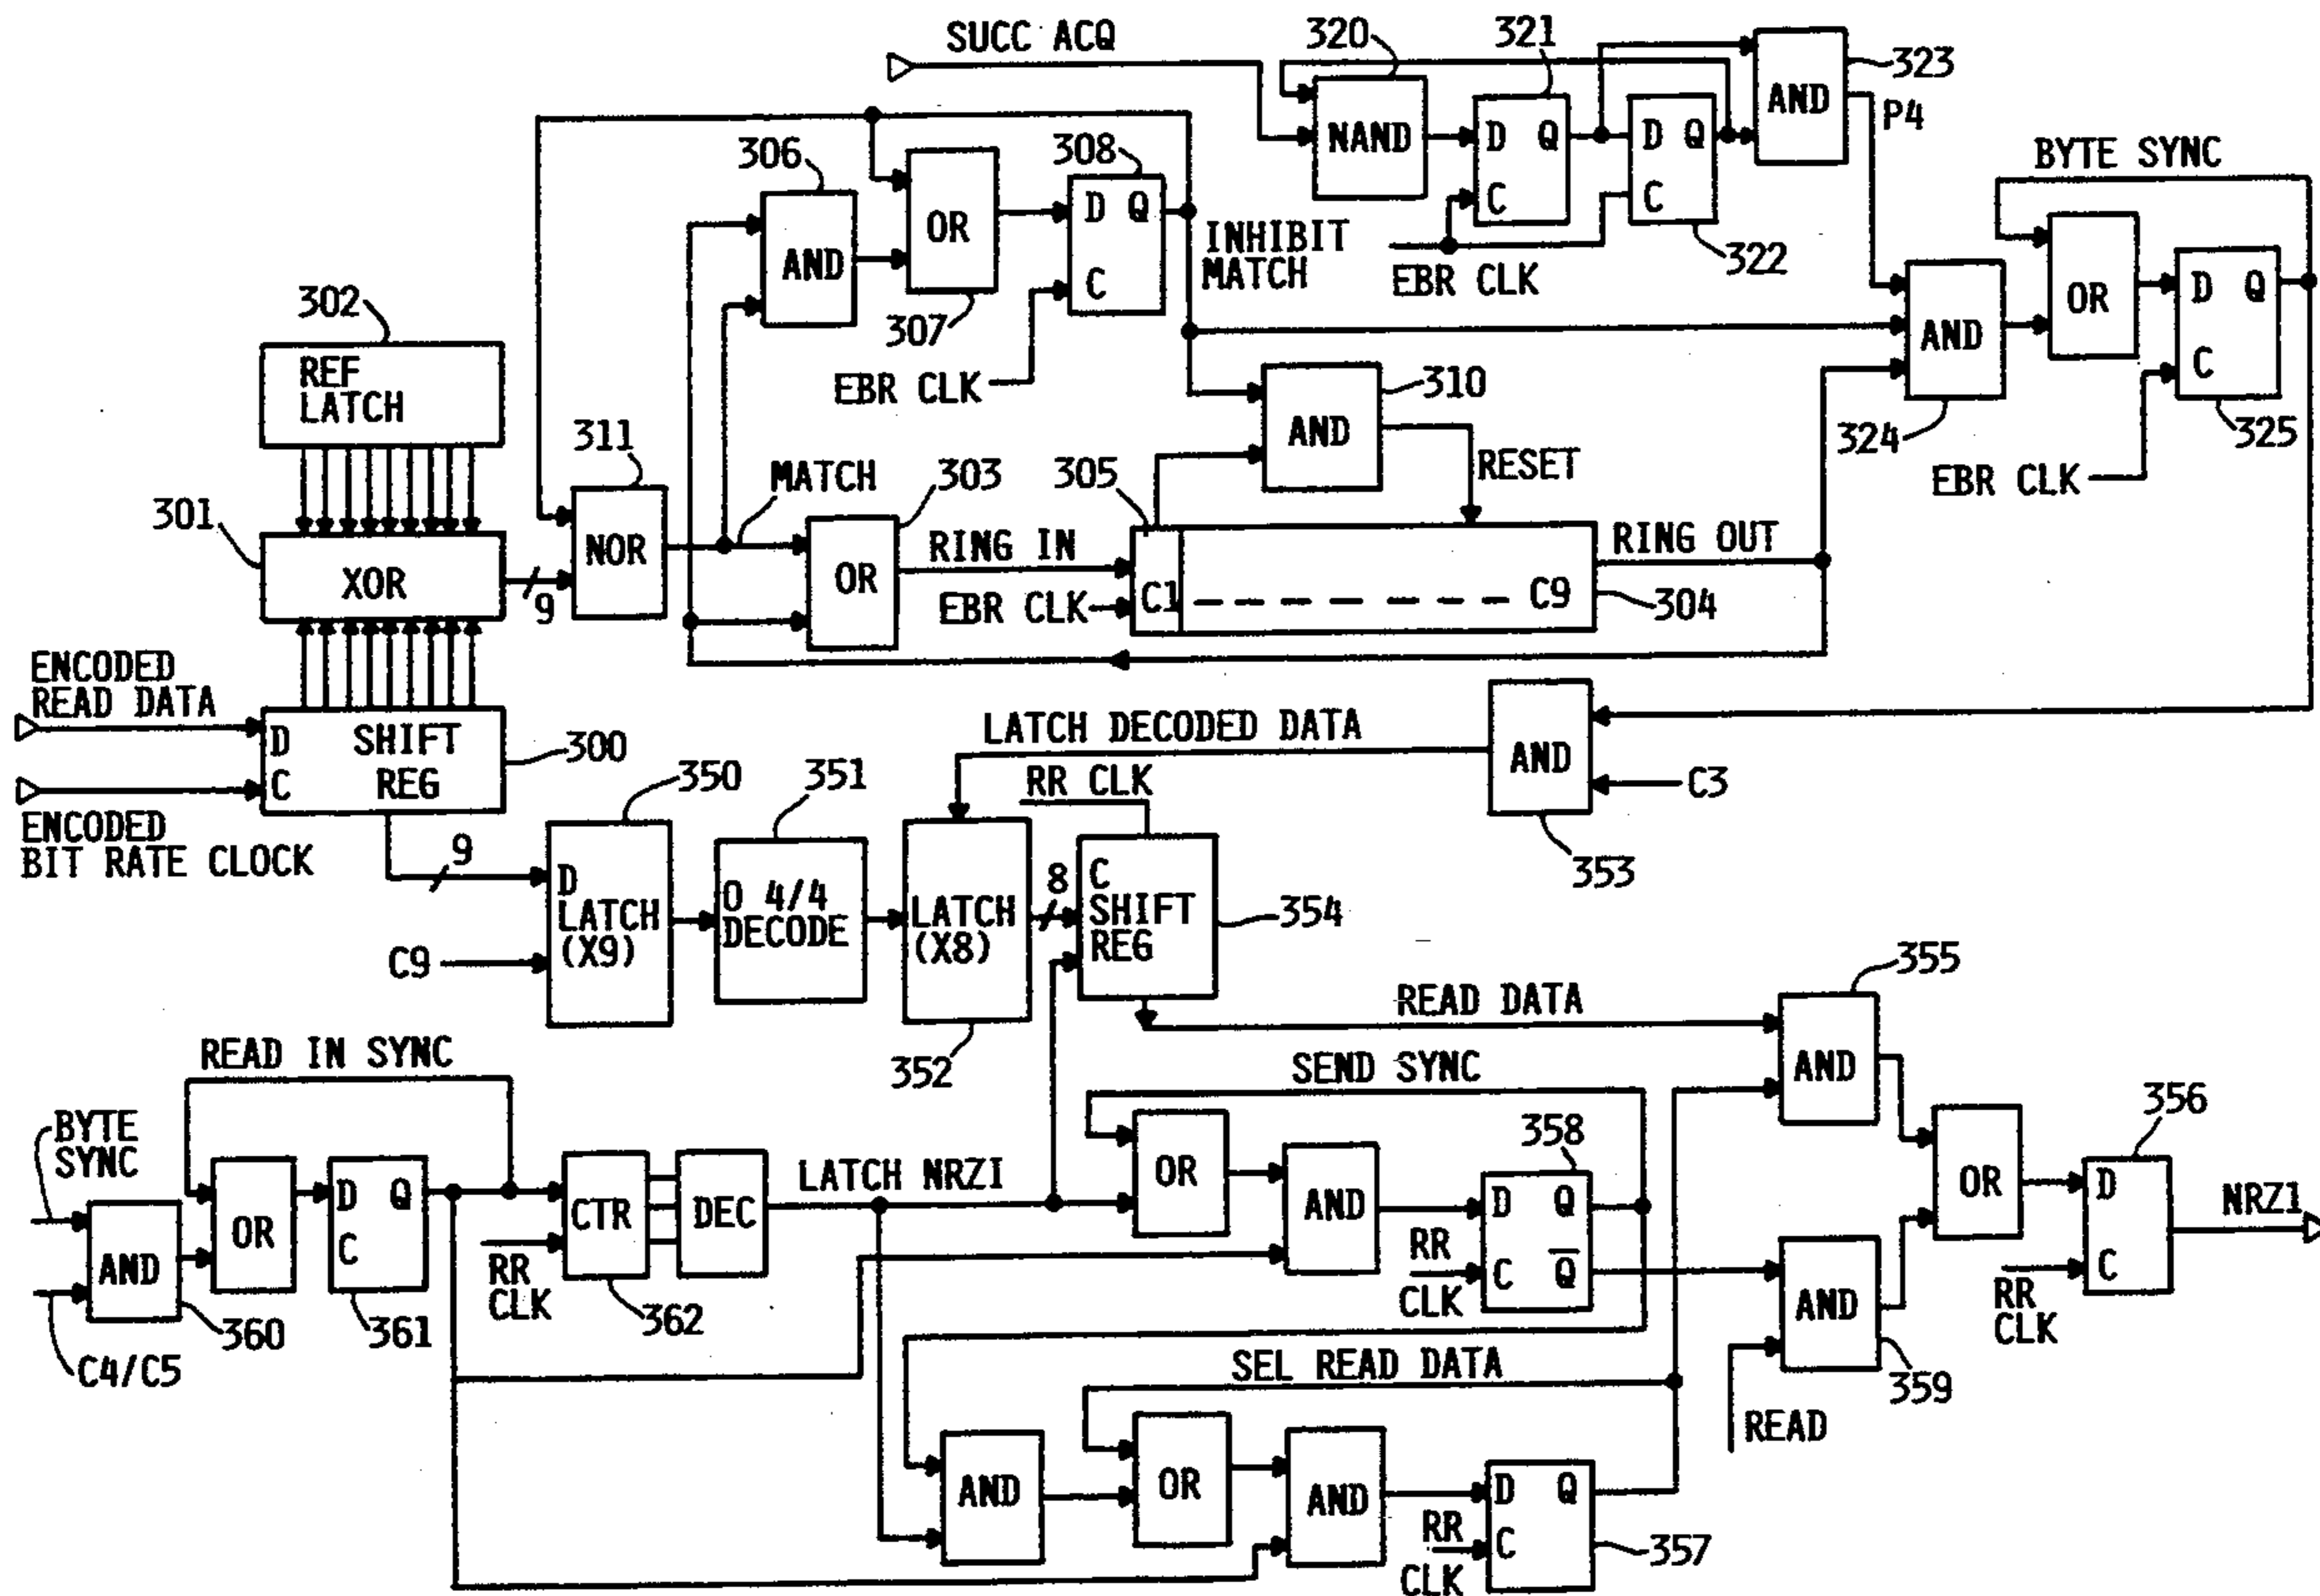 SUCC ACQ
320
321
323
AND
P4
NAND
D Q
C
D Q
C
322
EBR CLK
306
AND
OR
307
308
D Q
C
INHIBIT
MATCH
EBR CLK
BYTE SYNC
OR
D Q
C
325
AND
324
EBR CLK
302
REF
LATCH
301
XOR
9
311
NOR
MATCH
303
OR
RING IN
EBR CLK
305
C1
C9
304
310
AND
RESET
RING OUT
ENCODED
READ DATA
D
C
SHIFT
REG
300
ENCODED
BIT RATE CLOCK
9
350
D
LATCH
(X9)
C9
351
0 4/4
DECODE
LATCH DECODED DATA
RR CLK
LATCH
(X8)
352
8
C
SHIFT
REG
354
AND
C3
353
READ DATA
355
AND
READ IN SYNC
BYTE
SYNC
AND
360
C4/C5
OR
D Q
C
361
CTR
RR
CLK
362
DEC
LATCH NRZI
SEND SYNC
OR
AND
358
D Q
C Q
RR
CLK
AND
359
READ
OR
356
D
C
RR
CLK
NRZ1
SEL READ DATA
AND
OR
AND
D Q
C
RR
CLK
357